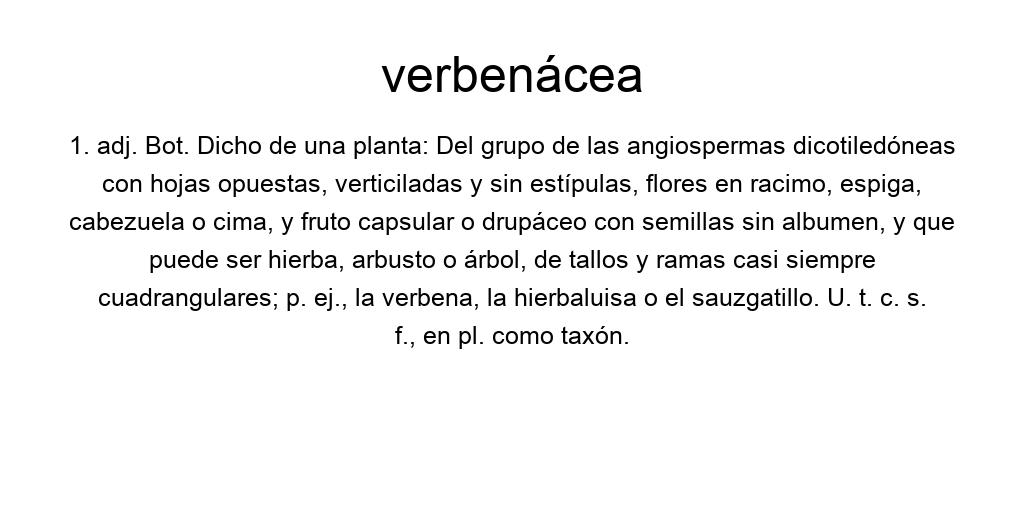 verbenácea
1. adj. Bot. Dicho de una planta: Del grupo de las angiospermas dicotiledóneas
con hojas opuestas, verticiladas y sin estípulas, flores en racimo, espiga,
cabezuela o cima, y fruto capsular o drupáceo con semillas sin albumen, y que
puede ser hierba, arbusto o árbol, de tallos y ramas casi siempre
cuadrangulares; p. ej., la verbena, la hierbaluisa o el sauzgatillo. U. t. c. s.
f., en pl. como taxón.